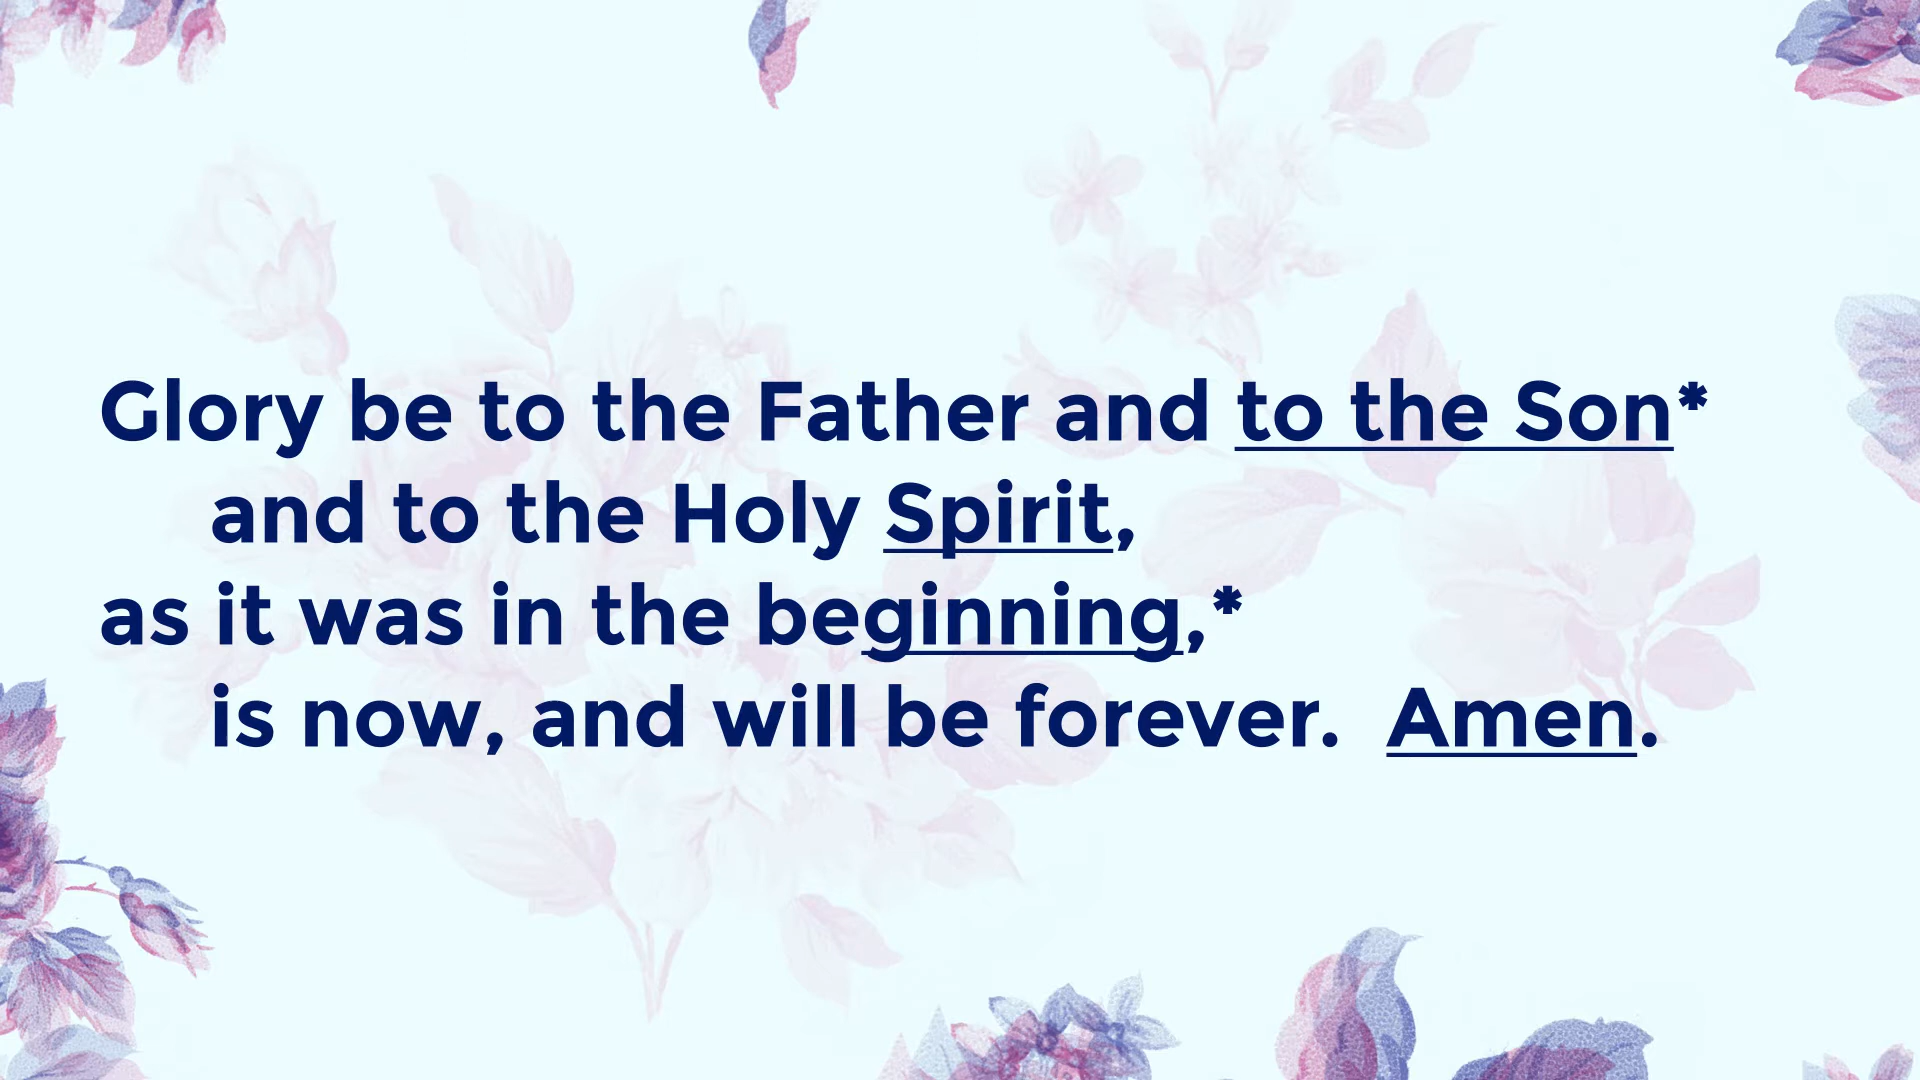 Glory be to the Father and to the Son*
and to the Holy Spirit,
as it was in the beginning,*
is now, and will be forever.  Amen.